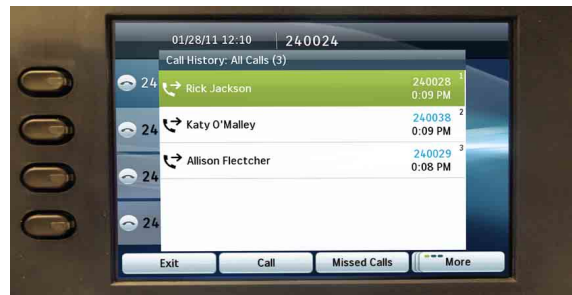 01/28/11 12:10 240024
Call History: All Calls (3)
24 Rick Jackson 240028 1
0:09 PM
24 Katy O'Malley 240038 2
0:09 PM
24 Allison Flectcher 240029 3
0:08 PM
24
Exit Call Missed Calls More